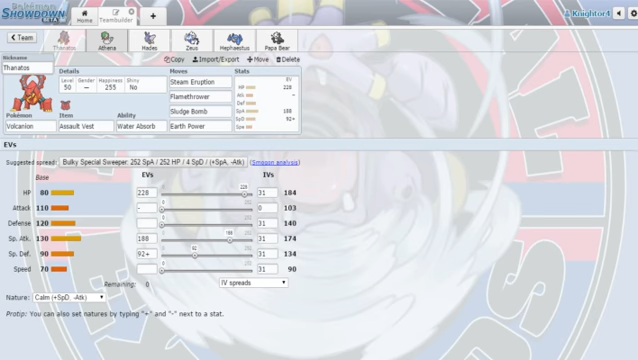 Pokémon
SHOWDOWN
BETA
Home
Teambuilder
+
Knightor4
< Team
Thanatos
Athena
Hades
Zeus
Hephaestus
Papa Bear
Copy Import/Export Move Delete
Nickname
Thanatos
Details
Level Gender Happiness Shiny
50 — 255 No
Moves
Steam Eruption
Flamethrower
Sludge Bomb
Earth Power
Stats
EV
HP 228
Atk -
Def
SpA 188
SpD 92+
Spe
Pokémon
Volcanion
Item
Assault Vest
Ability
Water Absorb
EVs
Suggested spread: Bulky Special Sweeper: 252 SpA / 252 HP / 4 SpD / (+SpA, -Atk) (Smogon analysis)
Base EVs IVs
HP 80 228 31 184
Attack 110 - 0 103
Defense 120 31 140
Sp. Atk. 130 188 31 174
Sp. Def. 90 92+ 31 134
Speed 70 31 90
Remaining: 0
IV spreads
Nature: Calm (+SpD, -Atk)
Protip: You can also set natures by typing "+" and "-" next to a stat.